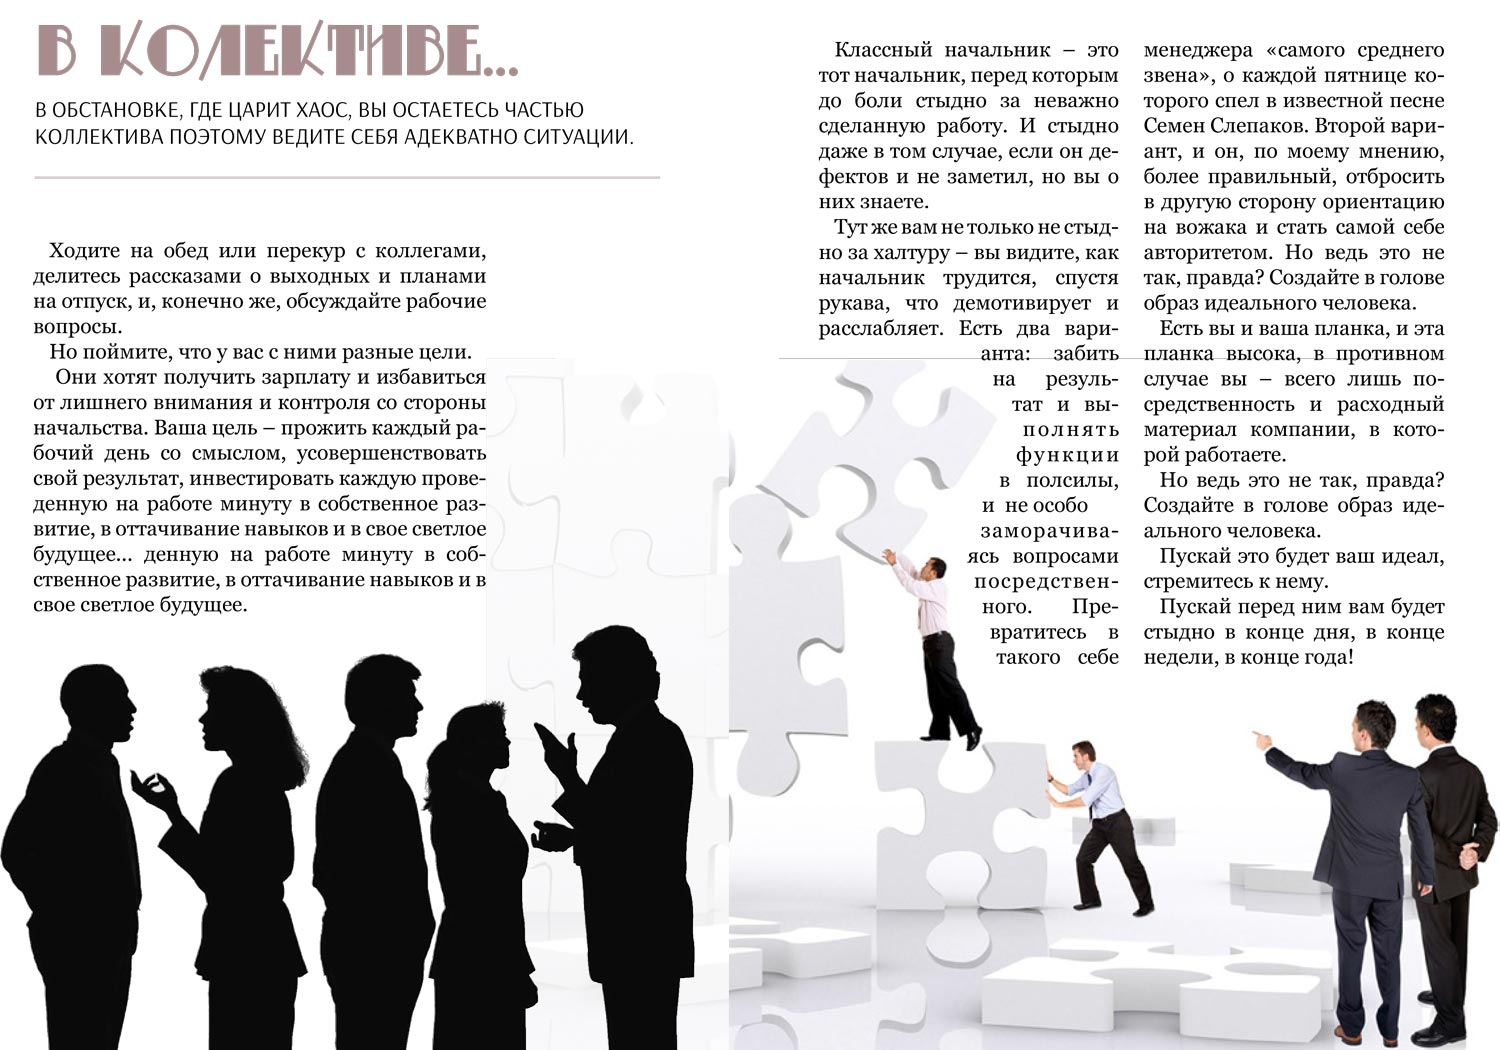 В КОЛЕКТИВЕ...
В ОБСТАНОВКЕ, ГДЕ ЦАРИТ ХАОС, ВЫ ОСТАЕТЕСЬ ЧАСТЬЮ
КОЛЛЕКТИВА ПОЭТОМУ ВЕДИТЕ СЕБЯ АДЕКВАТНО СИТУАЦИИ.
Ходите на обед или перекур с коллегами,
делитесь рассказами о выходных и планами
на отпуск, и, конечно же, обсуждайте рабочие
вопросы.
Но поймите, что у вас с ними разные цели.
Они хотят получить зарплату и избавиться
от лишнего внимания и контроля со стороны
начальства. Ваша цель – прожить каждый ра-
бочий день со смыслом, усовершенствовать
свой результат, инвестировать каждую прове-
денную на работе минуту в собственное раз-
витие, в оттачивание навыков и в свое светлое
будущее... денную на работе минуту в соб-
ственное развитие, в оттачивание навыков и в
свое светлое будущее.
Классный начальник – это
тот начальник, перед которым
до боли стыдно за неважно
сделанную работу. И стыдно
даже в том случае, если он де-
фектов и не заметил, но вы о
них знаете.
Тут же вам не только не стыд-
но за халтуру – вы видите, как
начальник трудится, спустя
рукава, что демотивирует и
расслабляет. Есть два вари-
анта: забить
на резуль-
тат и вы-
полнять
функции
в полсилы,
и не особо
заморачива-
ясь вопросами
посредствен-
ного. Пре-
вратитесь в
такого себе
менеджера «самого среднего
звена», о каждой пятнице ко-
торого спел в известной песне
Семен Слепаков. Второй вари-
ант, и он, по моему мнению,
более правильный, отбросить
в другую сторону ориентацию
на вожака и стать самой себе
авторитетом. Но ведь это не
так, правда? Создайте в голове
образ идеального человека.
Есть вы и ваша планка, и эта
планка высока, в противном
случае вы – всего лишь по-
средственность и расходный
материал компании, в кото-
рой работаете.
Но ведь это не так, правда?
Создайте в голове образ иде-
ального человека.
Пускай это будет ваш идеал,
стремитесь к нему.
Пускай перед ним вам будет
стыдно в конце дня, в конце
недели, в конце года!